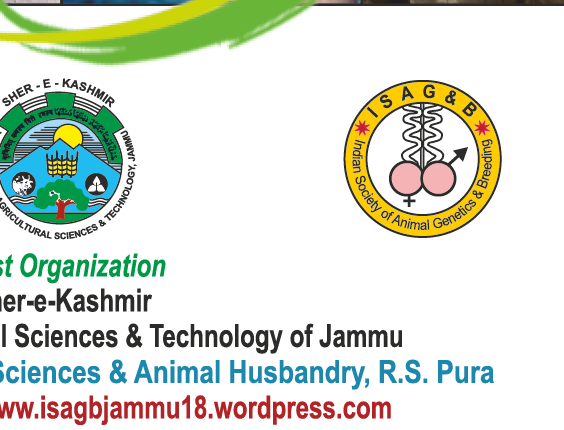 SHER - E - KASHMIR
AGRICULTURAL SCIENCES & TECHNOLOGY, JAMMU
ISAG&B
Indian Society of Animal Genetics & Breeding
st Organization
her-e-Kashmir
l Sciences & Technology of Jammu
Sciences & Animal Husbandry, R.S. Pura
ww.isagbjammu18.wordpress.com